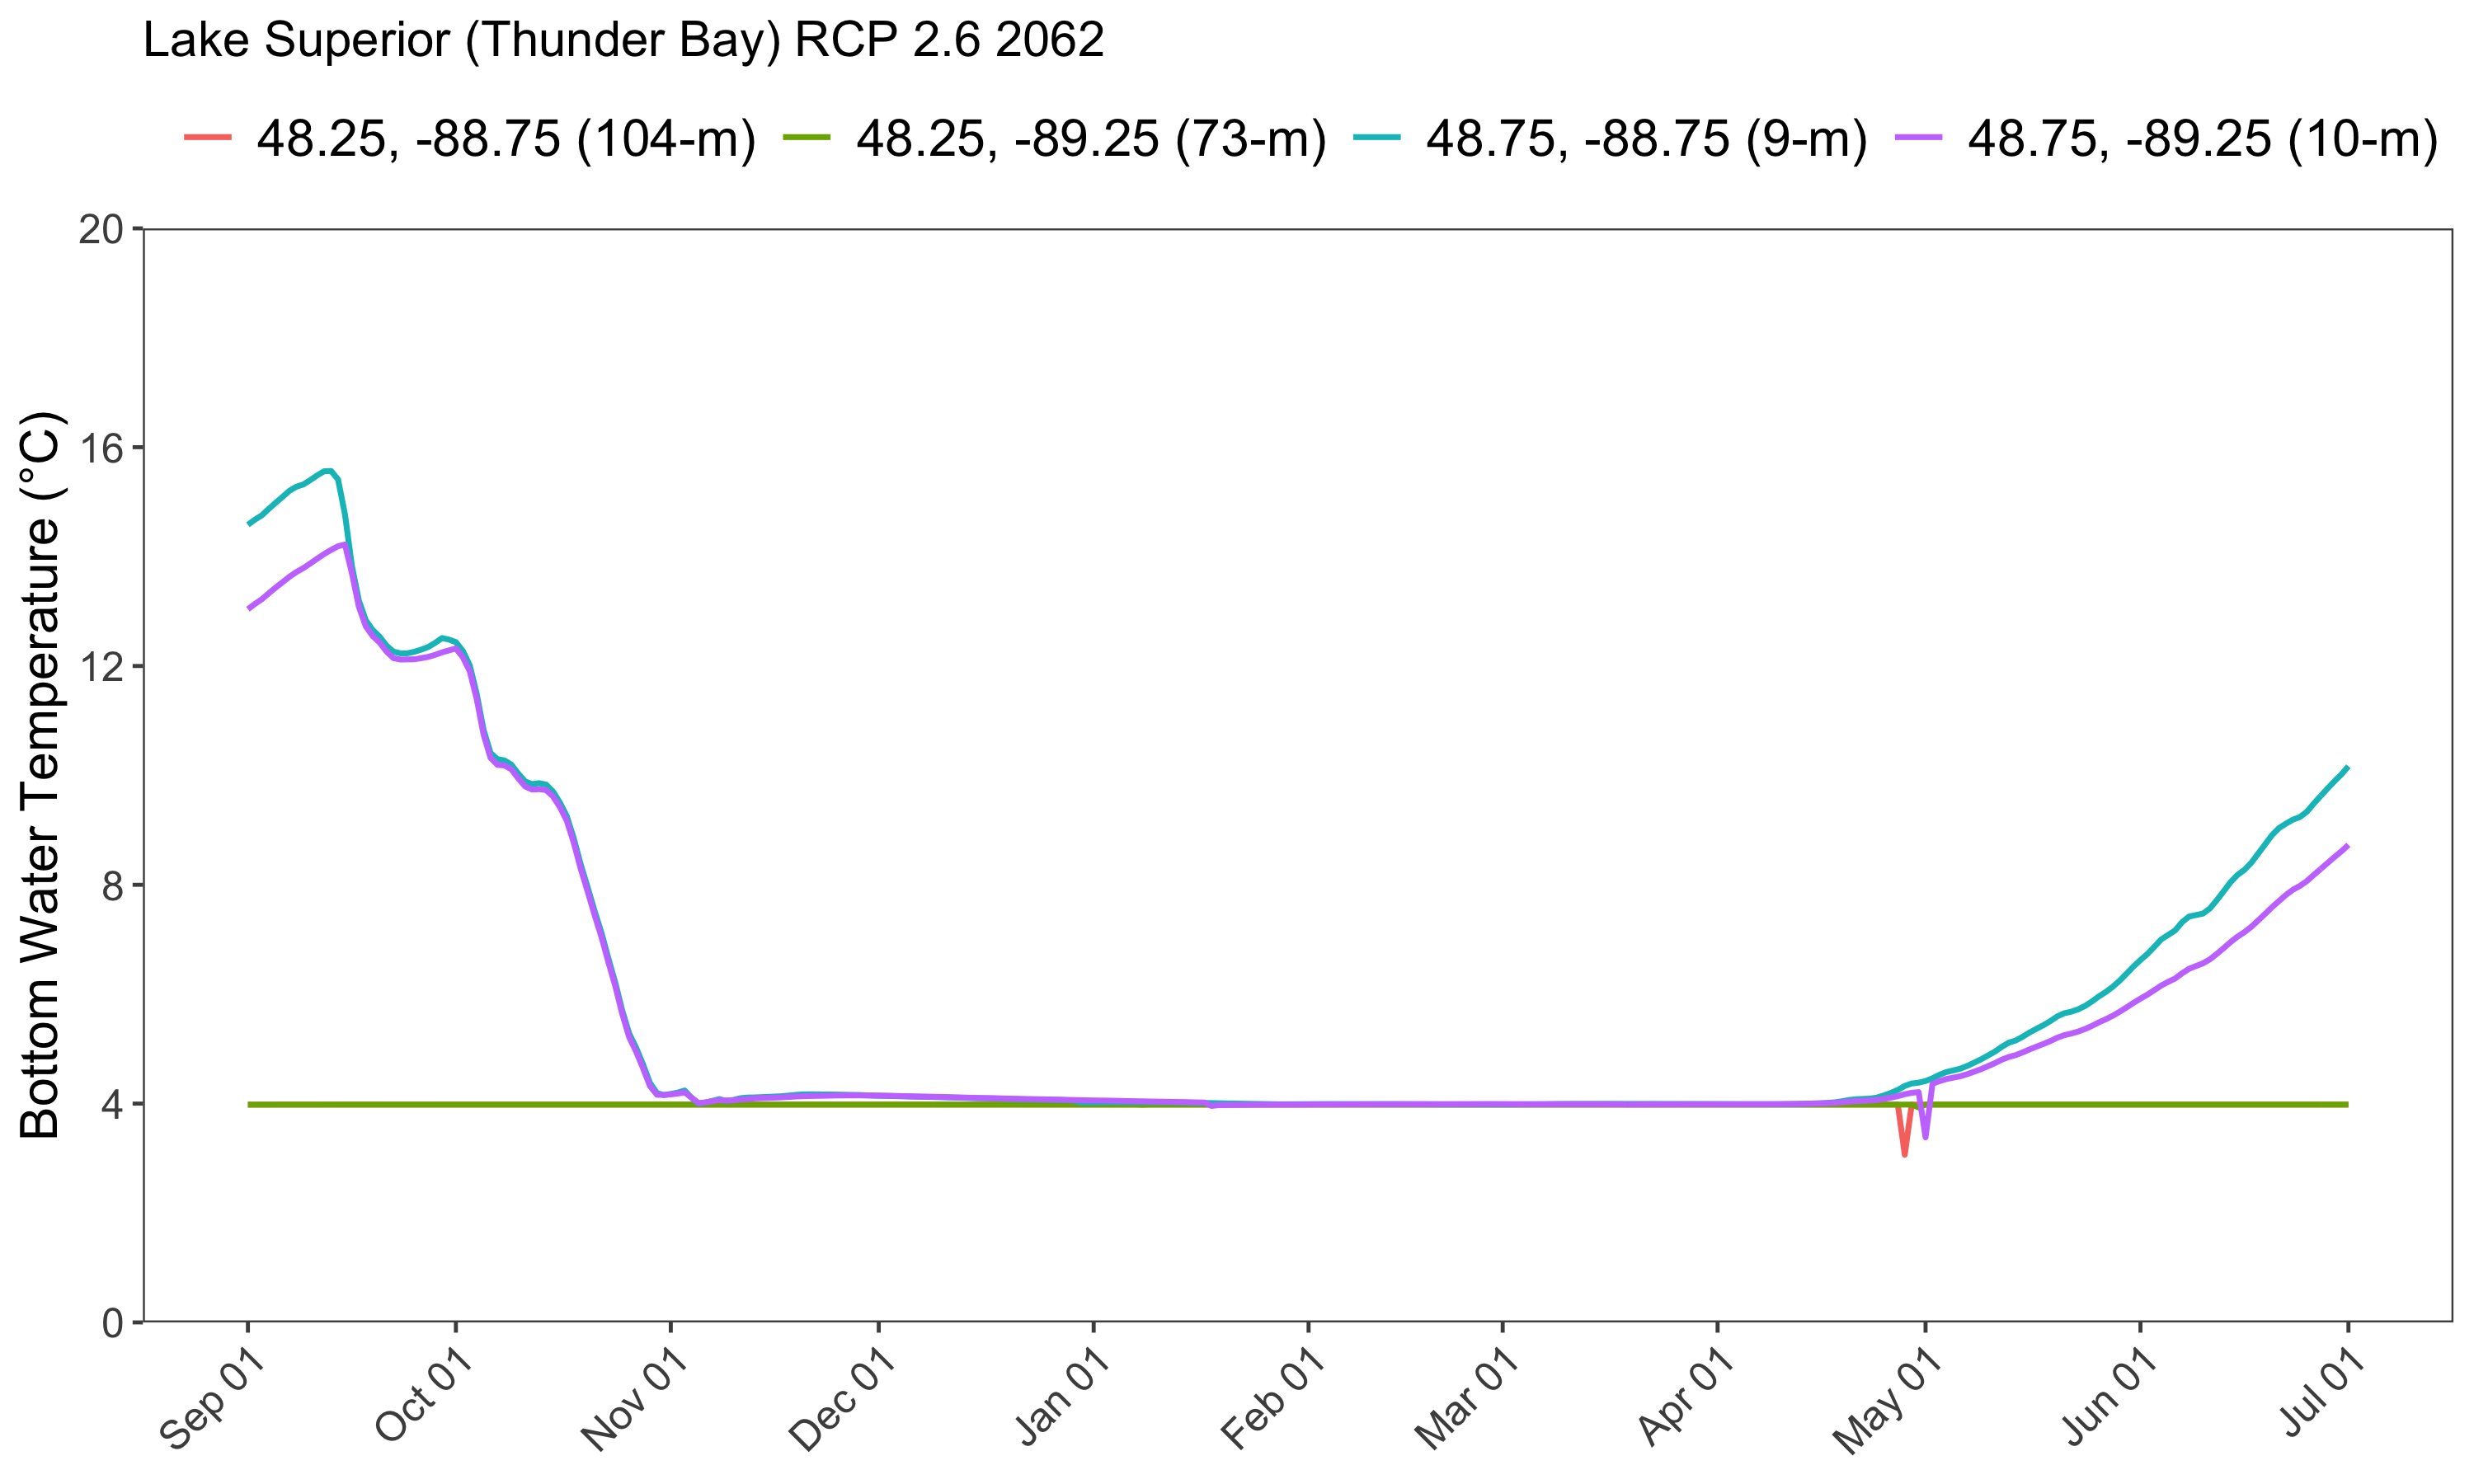 Lake Superior (Thunder Bay) RCP 2.6 2062
48.25, -88.75 (104-m) 48.25, -89.25 (73-m) 48.75, -88.75 (9-m) 48.75, -89.25 (10-m)
Bottom Water Temperature (°C)
20
16
12
8
4
0
Sep 01 Oct 01 Nov 01 Dec 01 Jan 01 Feb 01 Mar 01 Apr 01 May 01 Jun 01 Jul 01